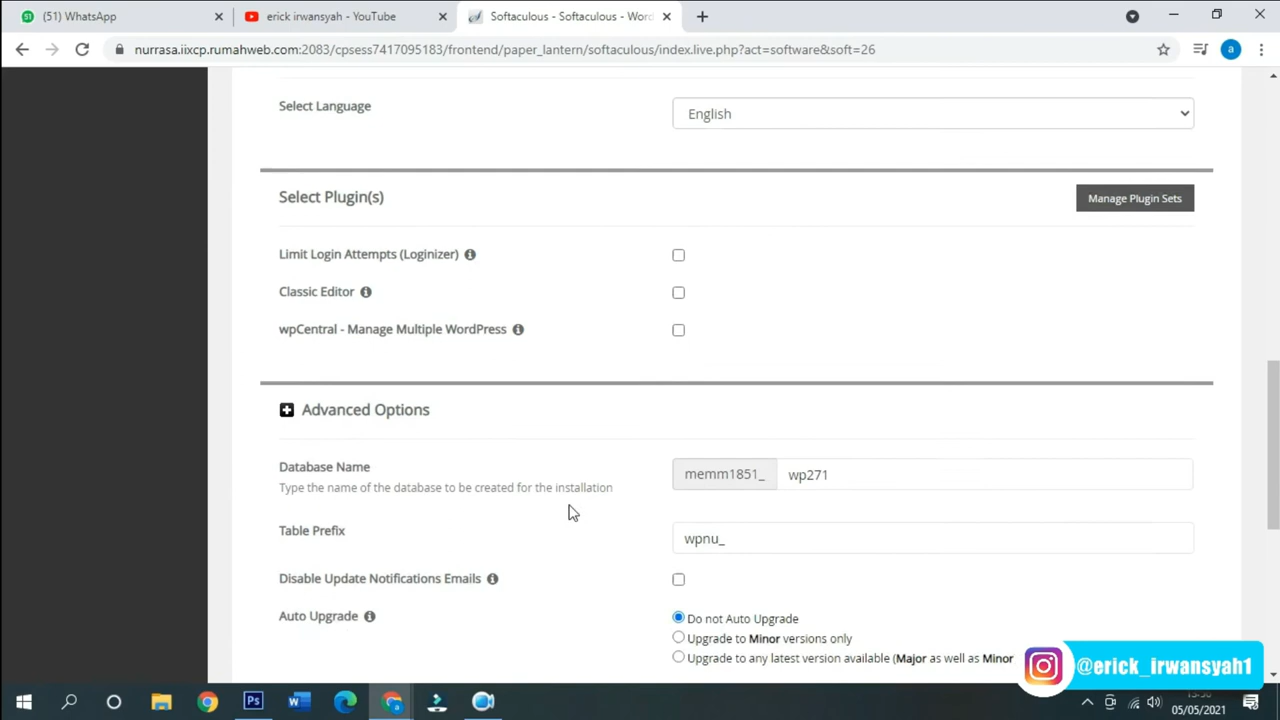 (51) WhatsApp
erick irwansyah - YouTube
Softaculous - Softaculous - Word
nurrasa.iixcp.rumahweb.com:2083/cpsess7417095183/frontend/paper_lantern/softaculous/index.live.php?act=software&soft=26
a
Select Language
English
Select Plugin(s)
Manage Plugin Sets
Limit Login Attempts (Loginizer)
Classic Editor
wpCentral - Manage Multiple WordPress
Advanced Options
Database Name
memm1851_ wp271
Type the name of the database to be created for the installation
Table Prefix
wpnu_
Disable Update Notifications Emails
Auto Upgrade
Do not Auto Upgrade
Upgrade to Minor versions only
Upgrade to any latest version available (Major as well as Minor
@erick_irwansyah1
05/05/2021